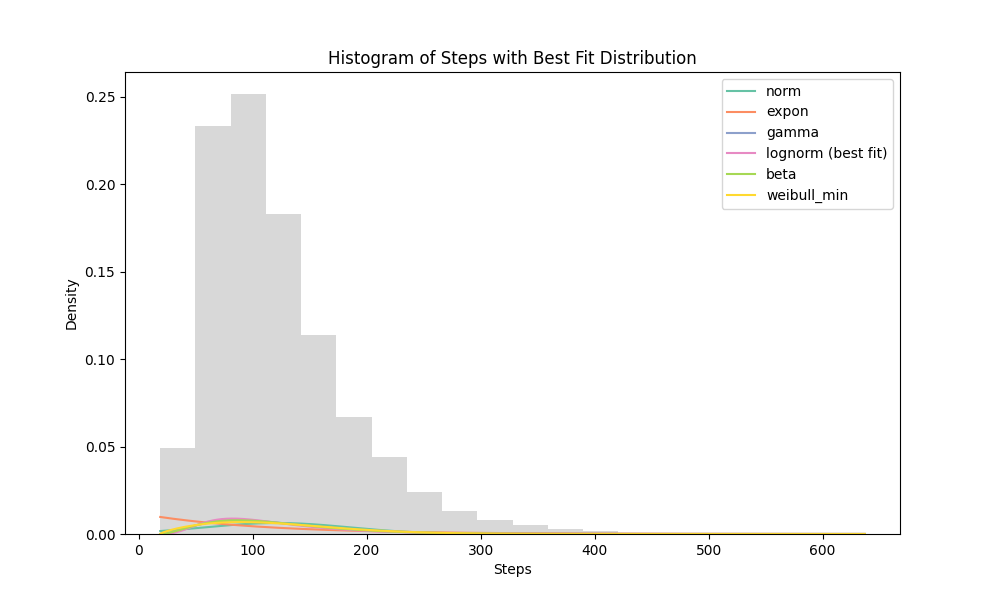 Histogram of Steps with Best Fit Distribution
norm
expon
gamma
lognorm (best fit)
beta
weibull_min
Density
0.25
0.20
0.15
0.10
0.05
0.00
0 100 200 300 400 500 600
Steps